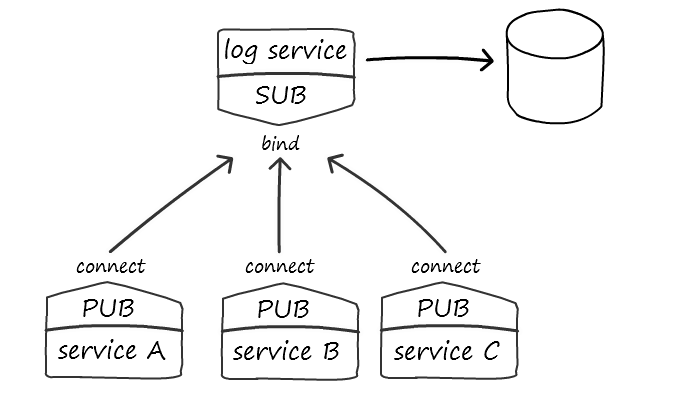 log service
SUB
bind
connect
connect
connect
PUB
PUB
PUB
service A
service B
service C